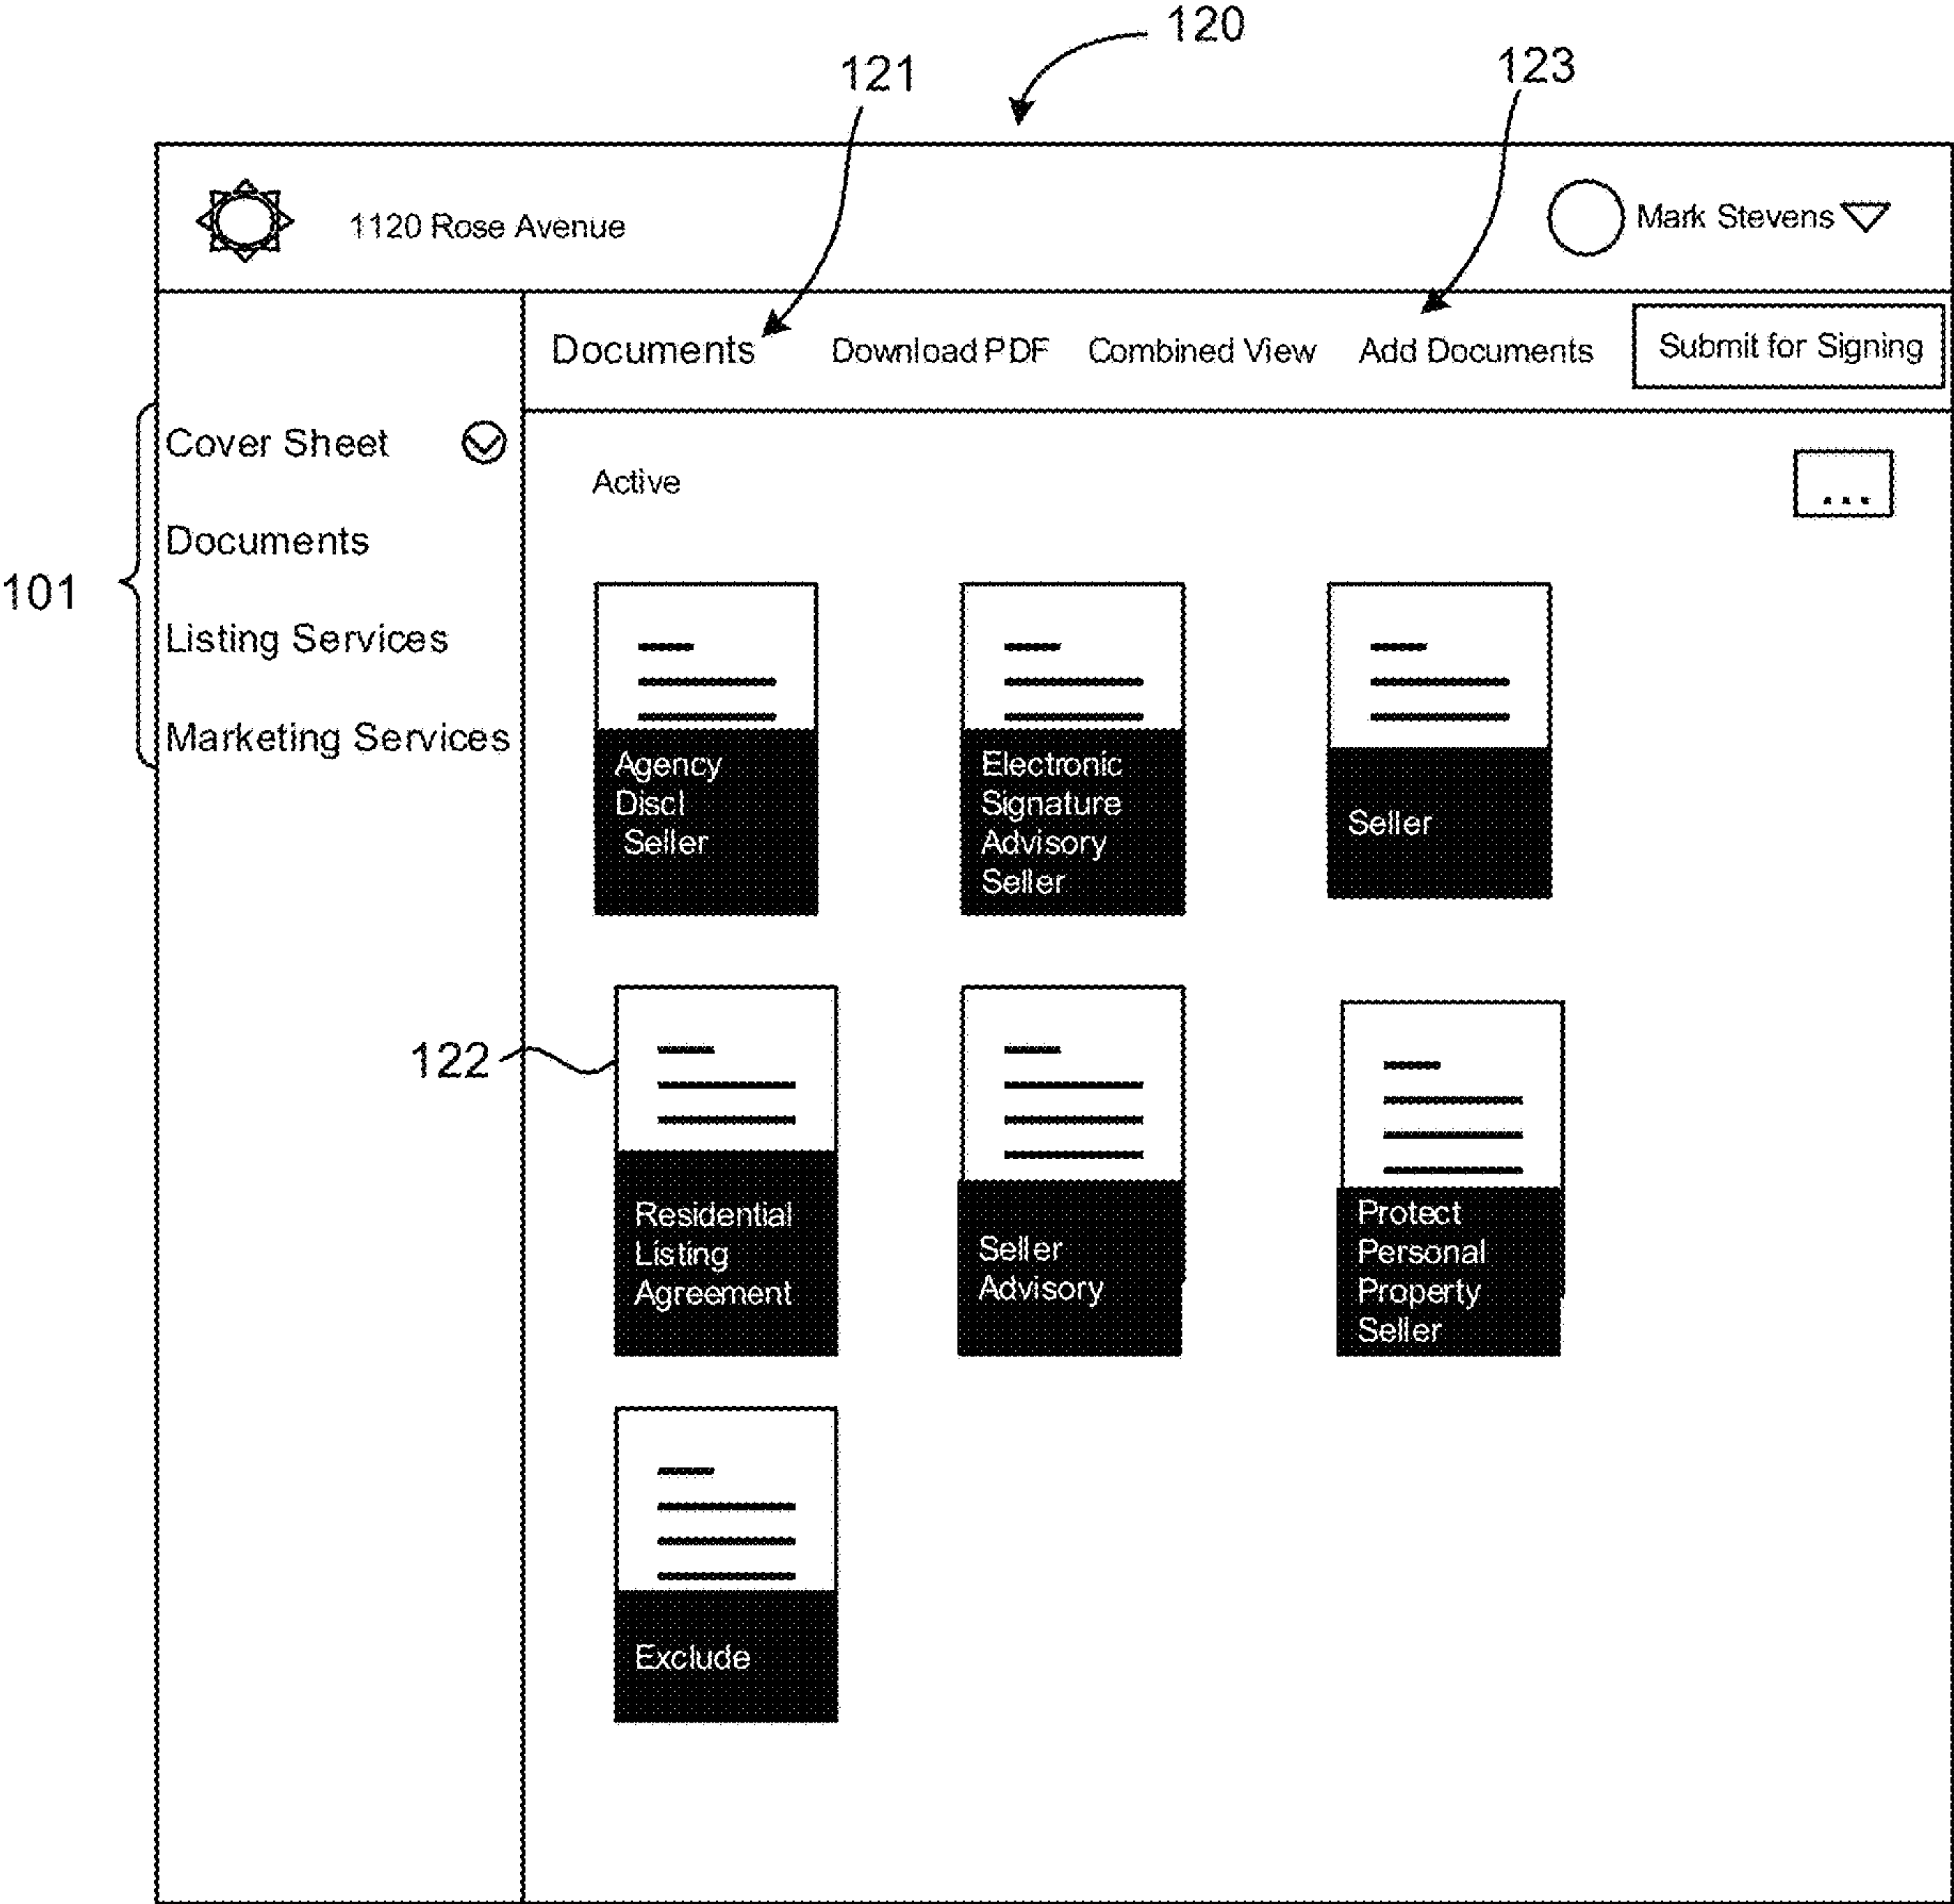 120
121
123
1120 Rose Avenue
Mark Stevens
Documents
Download PDF
Combined View
Add Documents
Submit for Signing
101
Cover Sheet
Documents
Listing Services
Marketing Services
Active
...
Agency
Discl
Seller
Electronic
Signature
Advisory
Seller
Seller
122
Residential
Listing
Agreement
Seller
Advisory
Protect
Personal
Property
Seller
Exclude